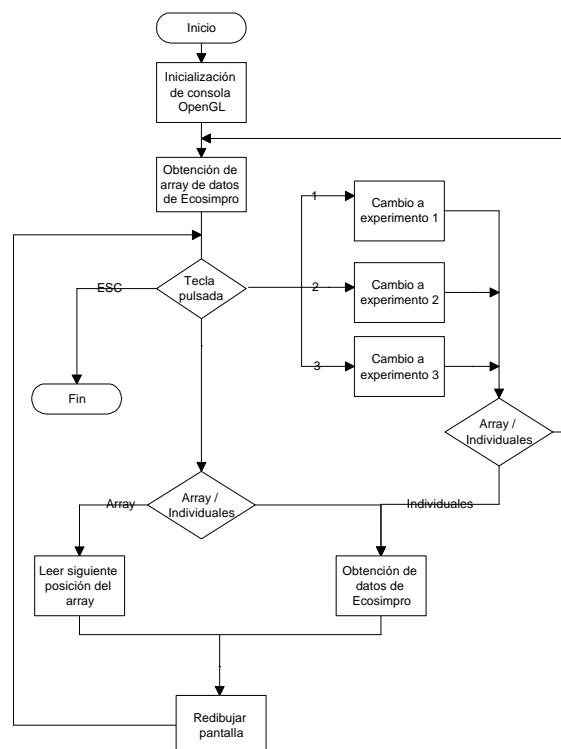 Inicio
Inicialización
de consola
OpenGL
Obtención de
array de datos
de Ecosimpro
1
Cambio a
experimento 1
Tecla
pulsada
ESC
2
Cambio a
experimento 2
3
Cambio a
experimento 3
Fin
Array /
Individuales
Array /
Individuales
Array
Individuales
Leer siguiente
posición del
array
Obtención de
datos de
Ecosimpro
Redibujar
pantalla